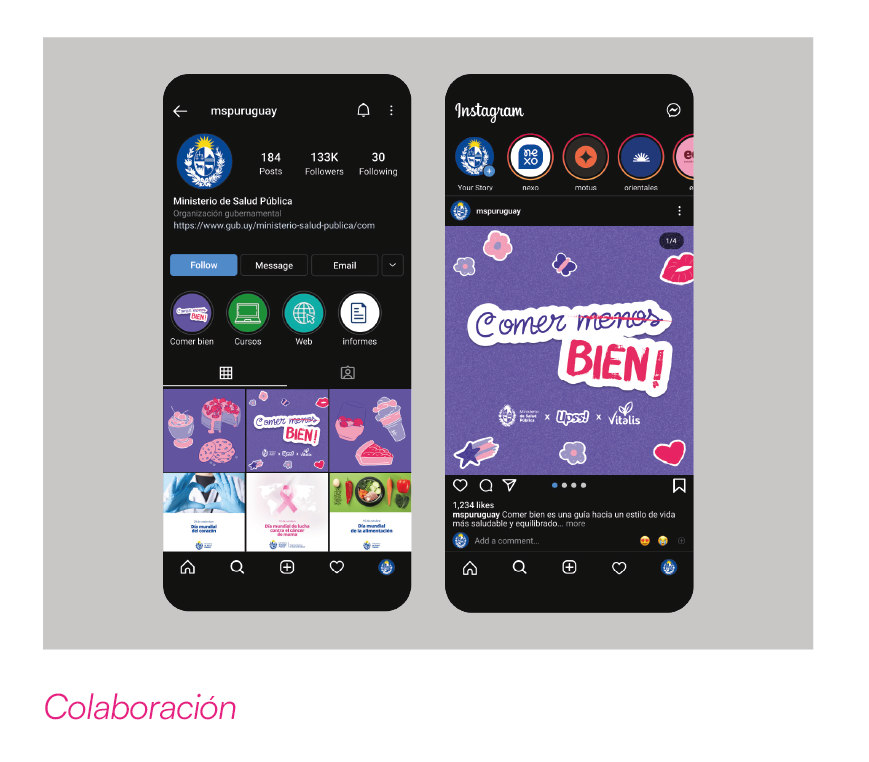 mspuruguay
184
133K
30
Posts
Followers
Following
Ministerio de Salud Pública
Organización gubernamental
https://www.gub.uy/ministerio-salud-publica/com
Follow
Message
Email
Comer menos
BIEN!
Comer bien
Cursos
Web
informes
Comer menos
BIEN!
Día mundial
del corazón
Día mundial de lucha
contra el cáncer
de mama
Día mundial
de la alimentación
Instagram
nexo
Your Story
nexo
motus
orientales
mspuruguay
1/4
Comer menos
BIEN!
Ministerio
de Salud
Pública
x Upss! x Vitalis
1,234 likes
mspuruguay Comer bien es una guía hacia un estilo de vida
más saludable y equilibrado... more
Add a comment...
Colaboración